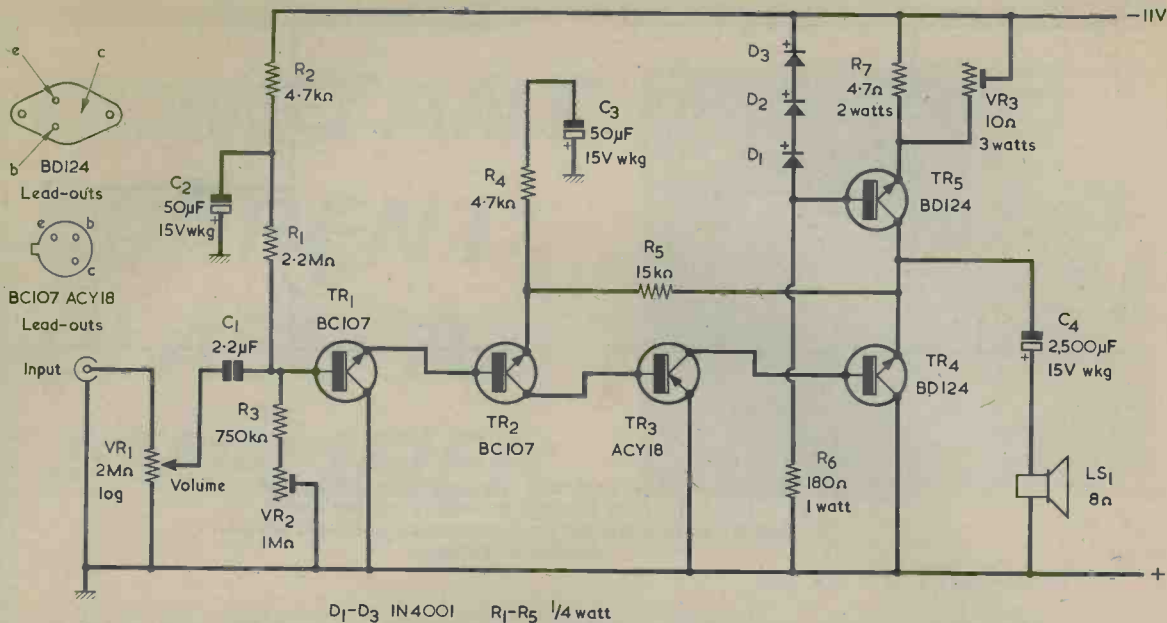 -11V
e
c
b
BD124
Lead-outs
e
b
c
BC107 ACY18
Lead-outs
R2
4.7kΩ
C2
50µF
15V wkg
+
R1
2.2MΩ
C3
50µF
15V wkg
+
R4
4.7kΩ
D3
+
D2
+
D1
+
R7
4.7Ω
2 watts
VR3
10Ω
3 watts
TR5
BD124
R5
15kΩ
TR1
BC107
C1
2.2µF
Input
VR1
2MΩ
log
Volume
R3
750kΩ
VR2
1MΩ
TR2
BC107
TR3
ACY18
TR4
BD124
R6
180Ω
1 watt
C4
2,500µF
15V wkg
+
LS1
8Ω
+
D1-D3 IN4001 R1-R5 1/4 watt